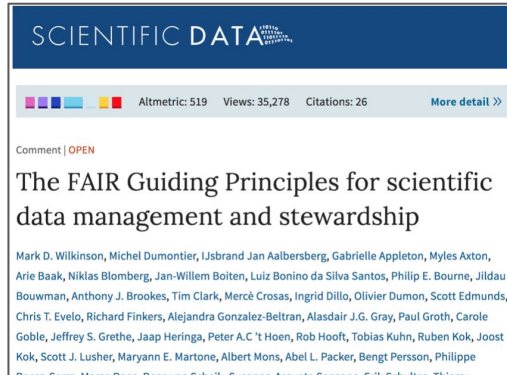 SCIENTIFIC DATA
Altmetric: 519 Views: 35,278 Citations: 26 More detail »
Comment | OPEN
The FAIR Guiding Principles for scientific
data management and stewardship
Mark D. Wilkinson, Michel Dumontier, IJsbrand Jan Aalbersberg, Gabrielle Appleton, Myles Axton,
Arie Baak, Niklas Blomberg, Jan-Willem Boiten, Luiz Bonino da Silva Santos, Philip E. Bourne, Jildau
Bouwman, Anthony J. Brookes, Tim Clark, Mercè Crosas, Ingrid Dillo, Olivier Dumon, Scott Edmunds,
Chris T. Evelo, Richard Finkers, Alejandra Gonzalez-Beltran, Alasdair J.G. Gray, Paul Groth, Carole
Goble, Jeffrey S. Grethe, Jaap Heringa, Peter A.C 't Hoen, Rob Hooft, Tobias Kuhn, Ruben Kok, Joost
Kok, Scott J. Lusher, Maryann E. Martone, Albert Mons, Abel L. Packer, Bengt Persson, Philippe